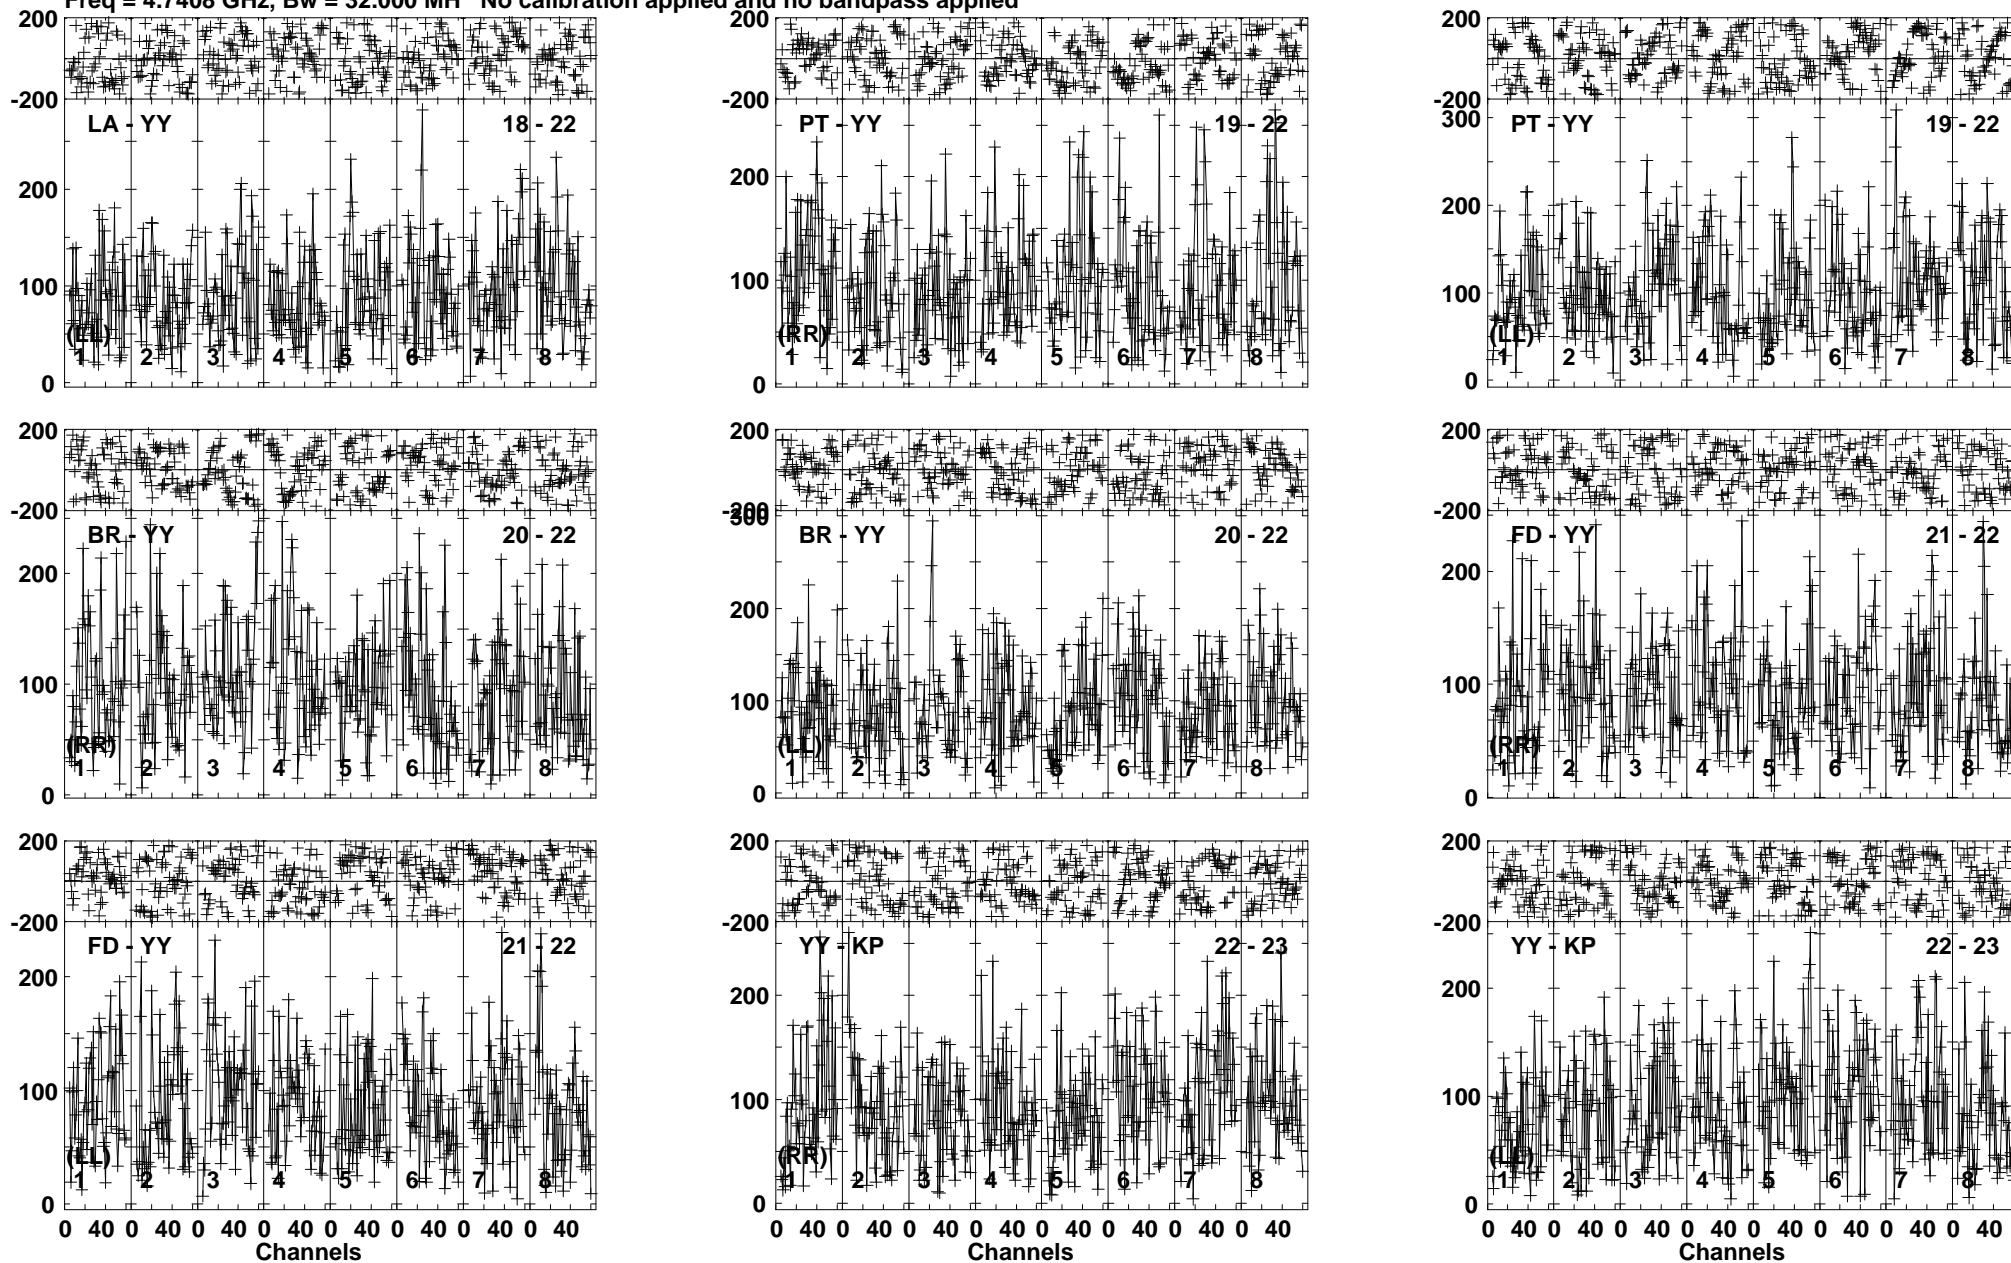 Freq = 4.7408 GHz, Bw = 32.000 MH No calibration applied and no bandpass applied
200 200 200
-200 -200 -200
LA - YY 18 - 22 PT - YY 19 - 22 PT - YY 19 - 22
300
200 200 200
100 100 100
(LL) (RR) (LL)
1 2 3 4 5 6 7 8 1 2 3 4 5 6 7 8 1 2 3 4 5 6 7 8
0 0 0
200 200 200
-200 -200 -200
300
BR - YY 20 - 22 BR - YY 20 - 22 FD - YY 21 - 22
200 200 200
100 100 100
(RR) (LL) (RR)
1 2 3 4 5 6 7 8 1 2 3 4 5 6 7 8 1 2 3 4 5 6 7 8
0 0 0
200 200 200
-200 -200 -200
FD - YY 21 - 22 YY - KP 22 - 23 YY - KP 22 - 23
200 200 200
100 100 100
(LL) (RR) (LL)
1 2 3 4 5 6 7 8 1 2 3 4 5 6 7 8 1 2 3 4 5 6 7 8
0 0 0
0 40 0 40 0 40 0 40 0 40 0 40 0 40 0 40 0 40 0 40 0 40 0 40 0 40 0 40 0 40 0 40 0 40 0 40 0 40 0 40 0 40 0 40 0 40 0 40
Channels Channels Channels